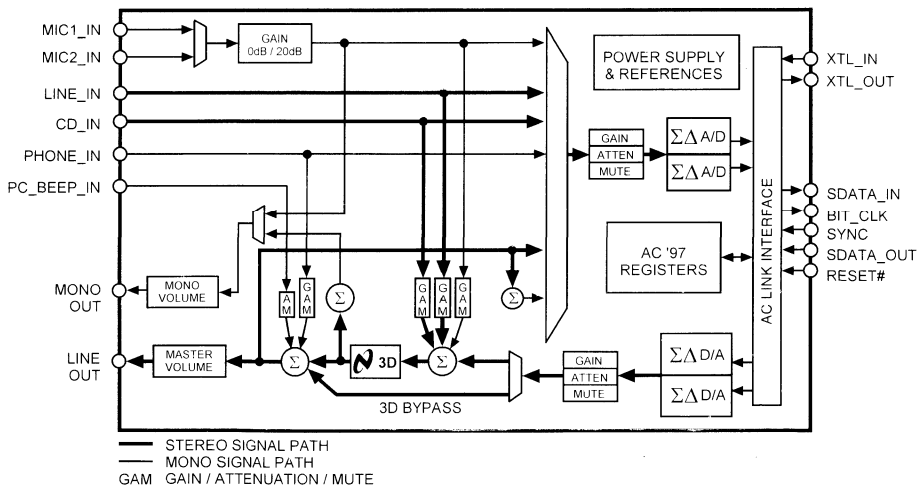 MIC1_IN
MIC2_IN
LINE_IN
CD_IN
PHONE_IN
PC_BEEP_IN
MONO
OUT
LINE
OUT
GAIN
0dB / 20dB
POWER SUPPLY
& REFERENCES
GAIN
ATTEN
MUTE
ΣΔ A/D
ΣΔ A/D
AC LINK INTERFACE
XTL_IN
XTL_OUT
SDATA_IN
BIT_CLK
SYNC
SDATA_OUT
RESET#
AC '97
REGISTERS
MONO
VOLUME
AM
GAM
Σ
GAM
GAM
GAM
Σ
MASTER
VOLUME
Σ
3D
Σ
3D BYPASS
GAIN
ATTEN
MUTE
ΣΔ D/A
ΣΔ D/A
STEREO SIGNAL PATH
MONO SIGNAL PATH
GAM GAIN / ATTENUATION / MUTE